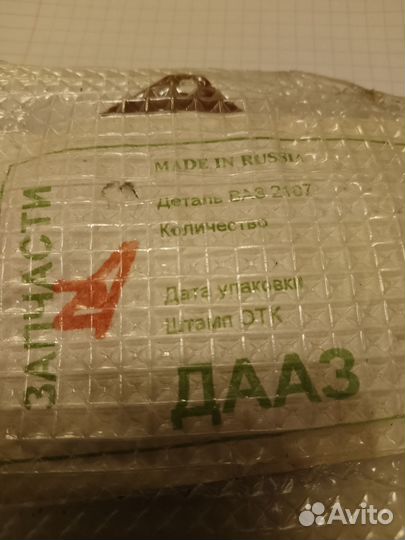 MADE IN RUSSIA
Деталь ВАЗ 2107
Количество
Дата упаковки
Штамп ОТК
ДААЗ
ЗАПЧАСТИ
Avito